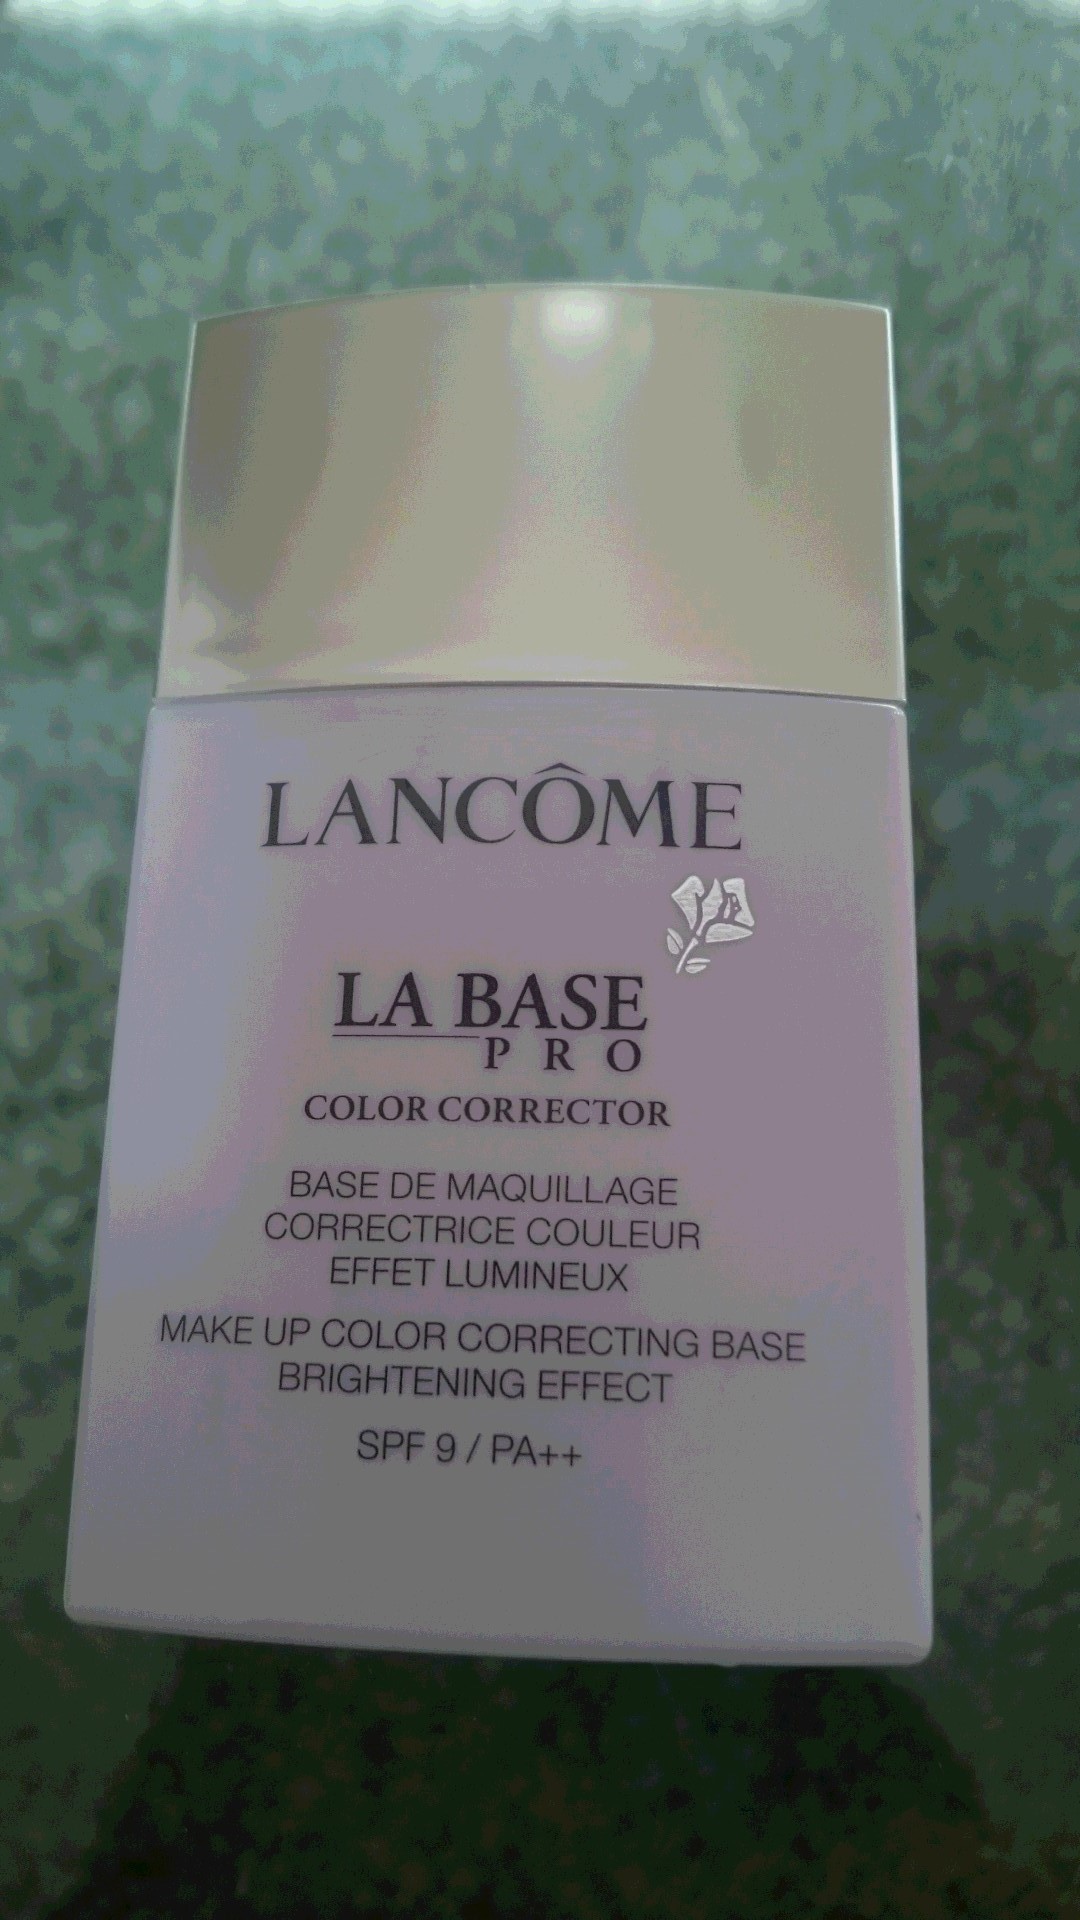 LANCÔME
LA BASE
PRO
COLOR CORRECTOR
BASE DE MAQUILLAGE
CORRECTRICE COULEUR
EFFET LUMINEUX
MAKE UP COLOR CORRECTING BASE
BRIGHTENING EFFECT
SPF 9 / PA++